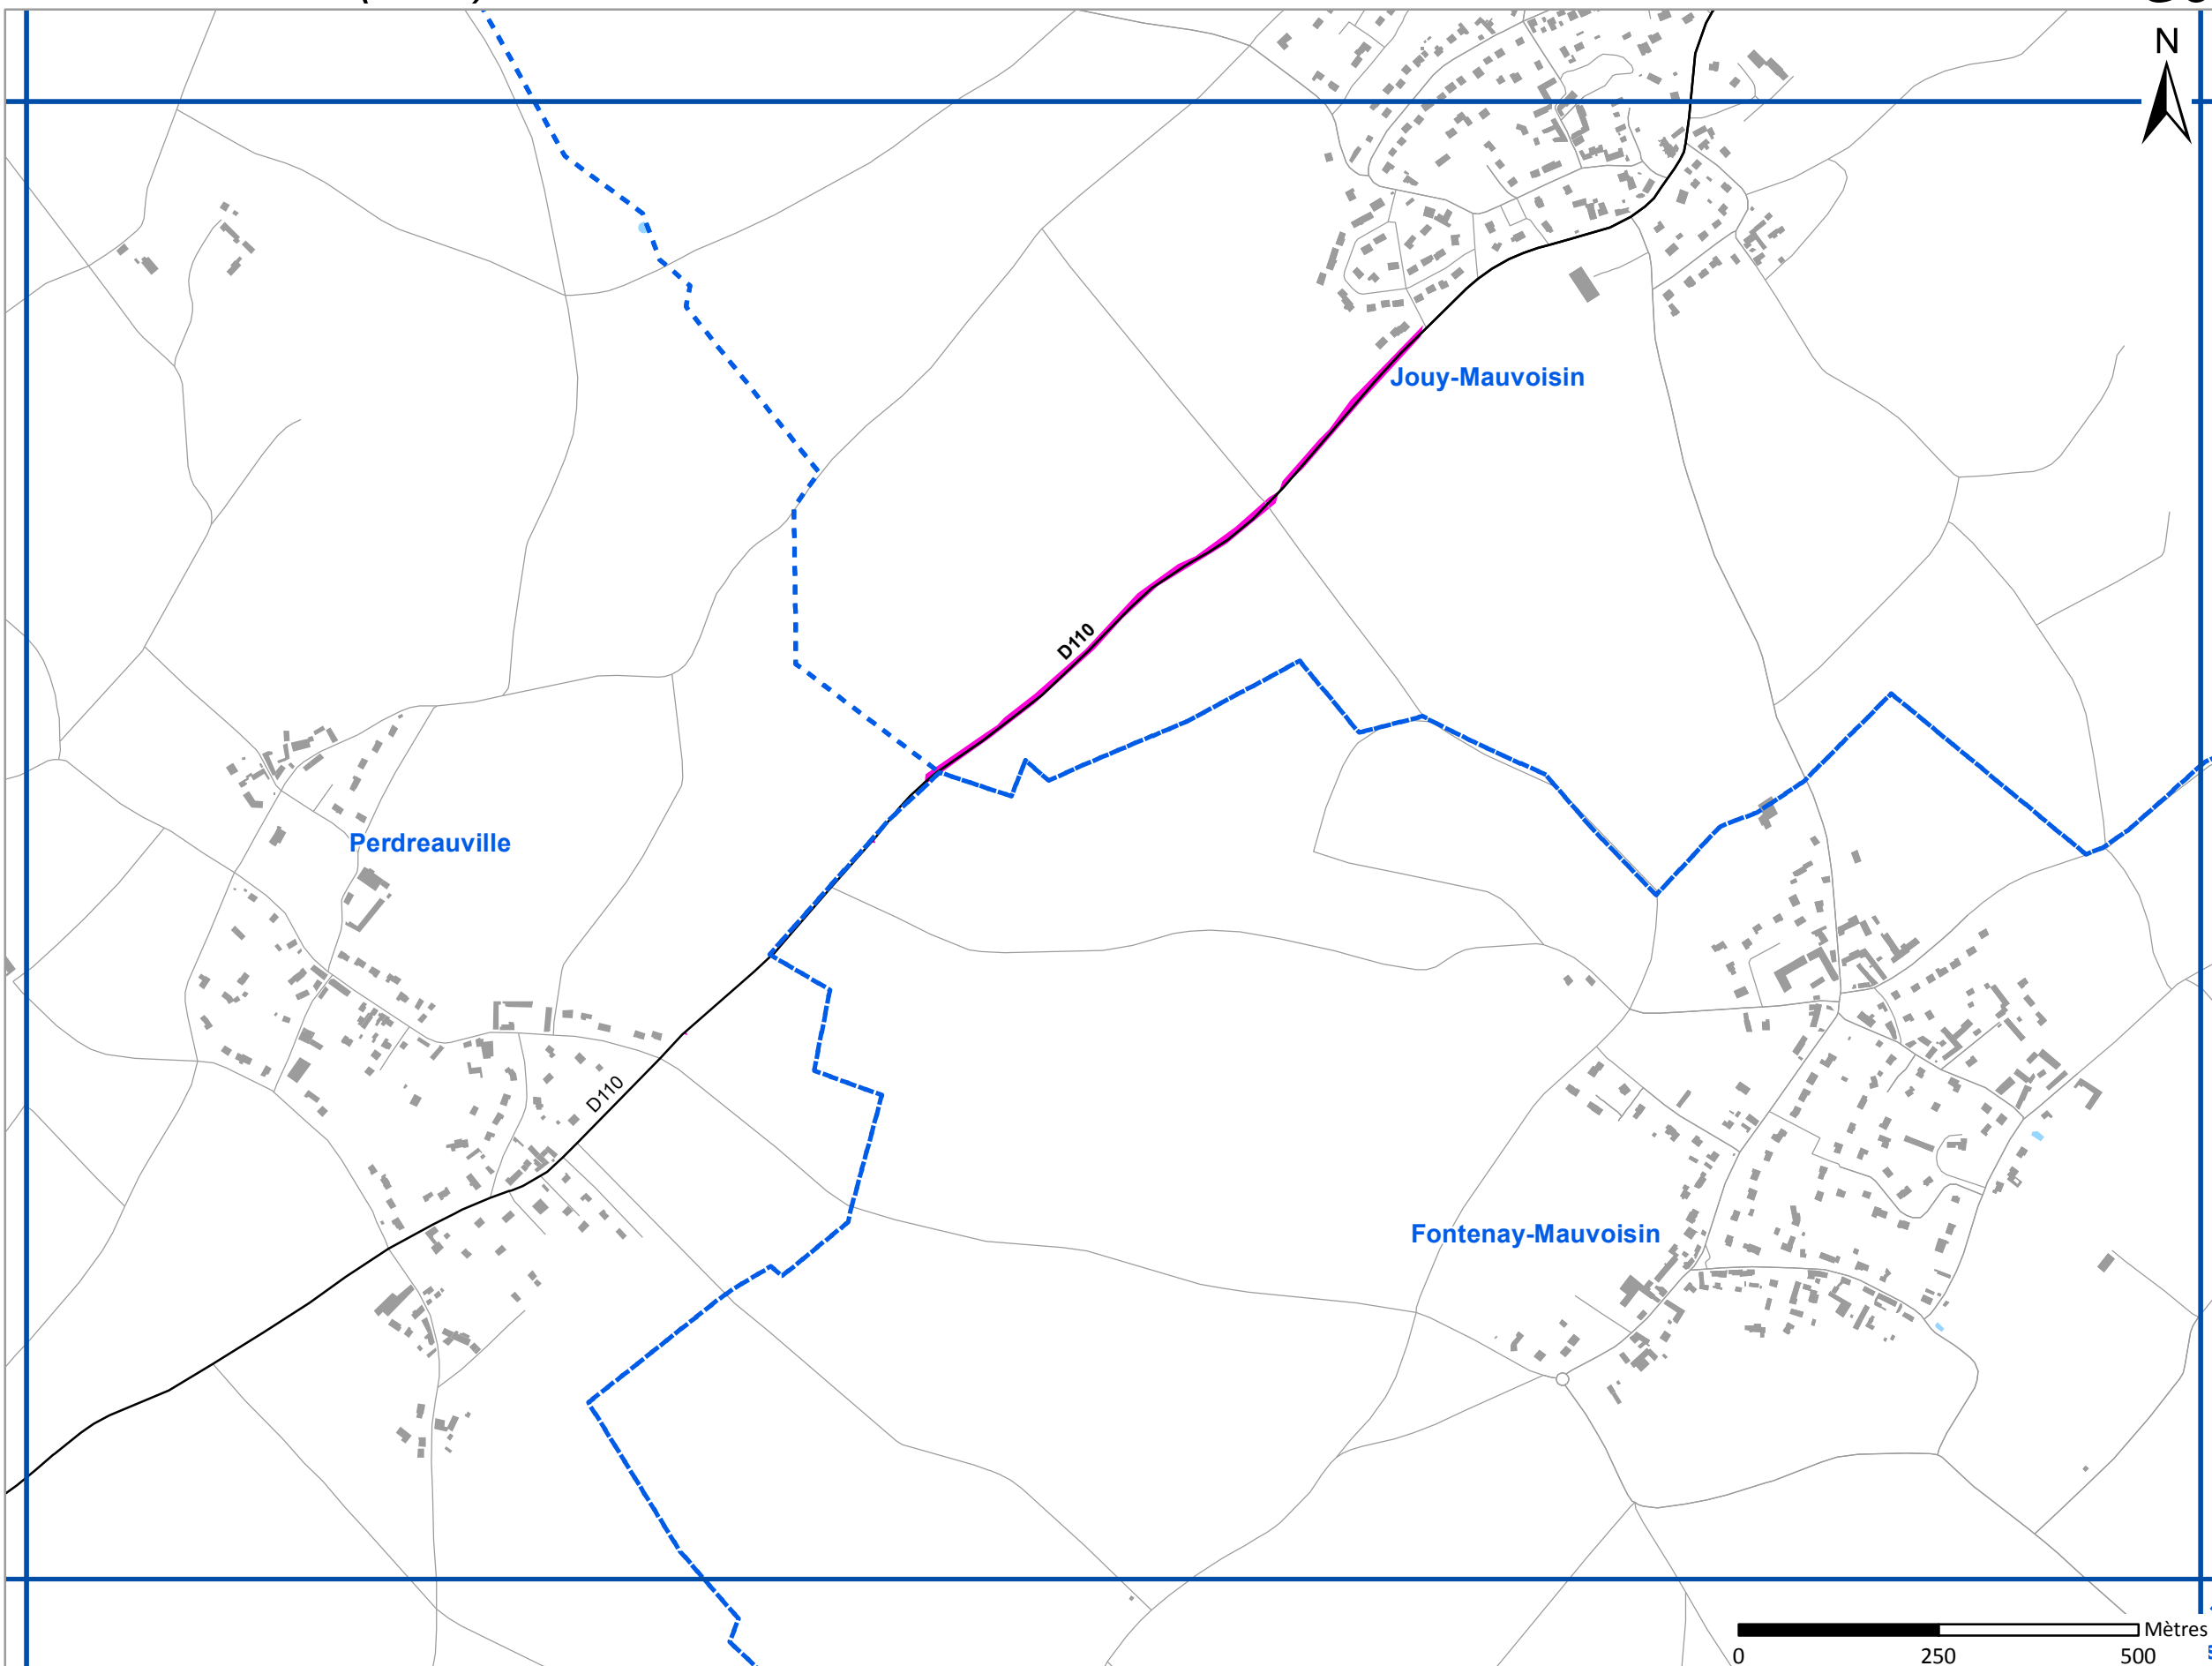 N
Jouy-Mauvoisin
D110
Perdreauville
D110
Fontenay-Mauvoisin
Mètres
0 250 500